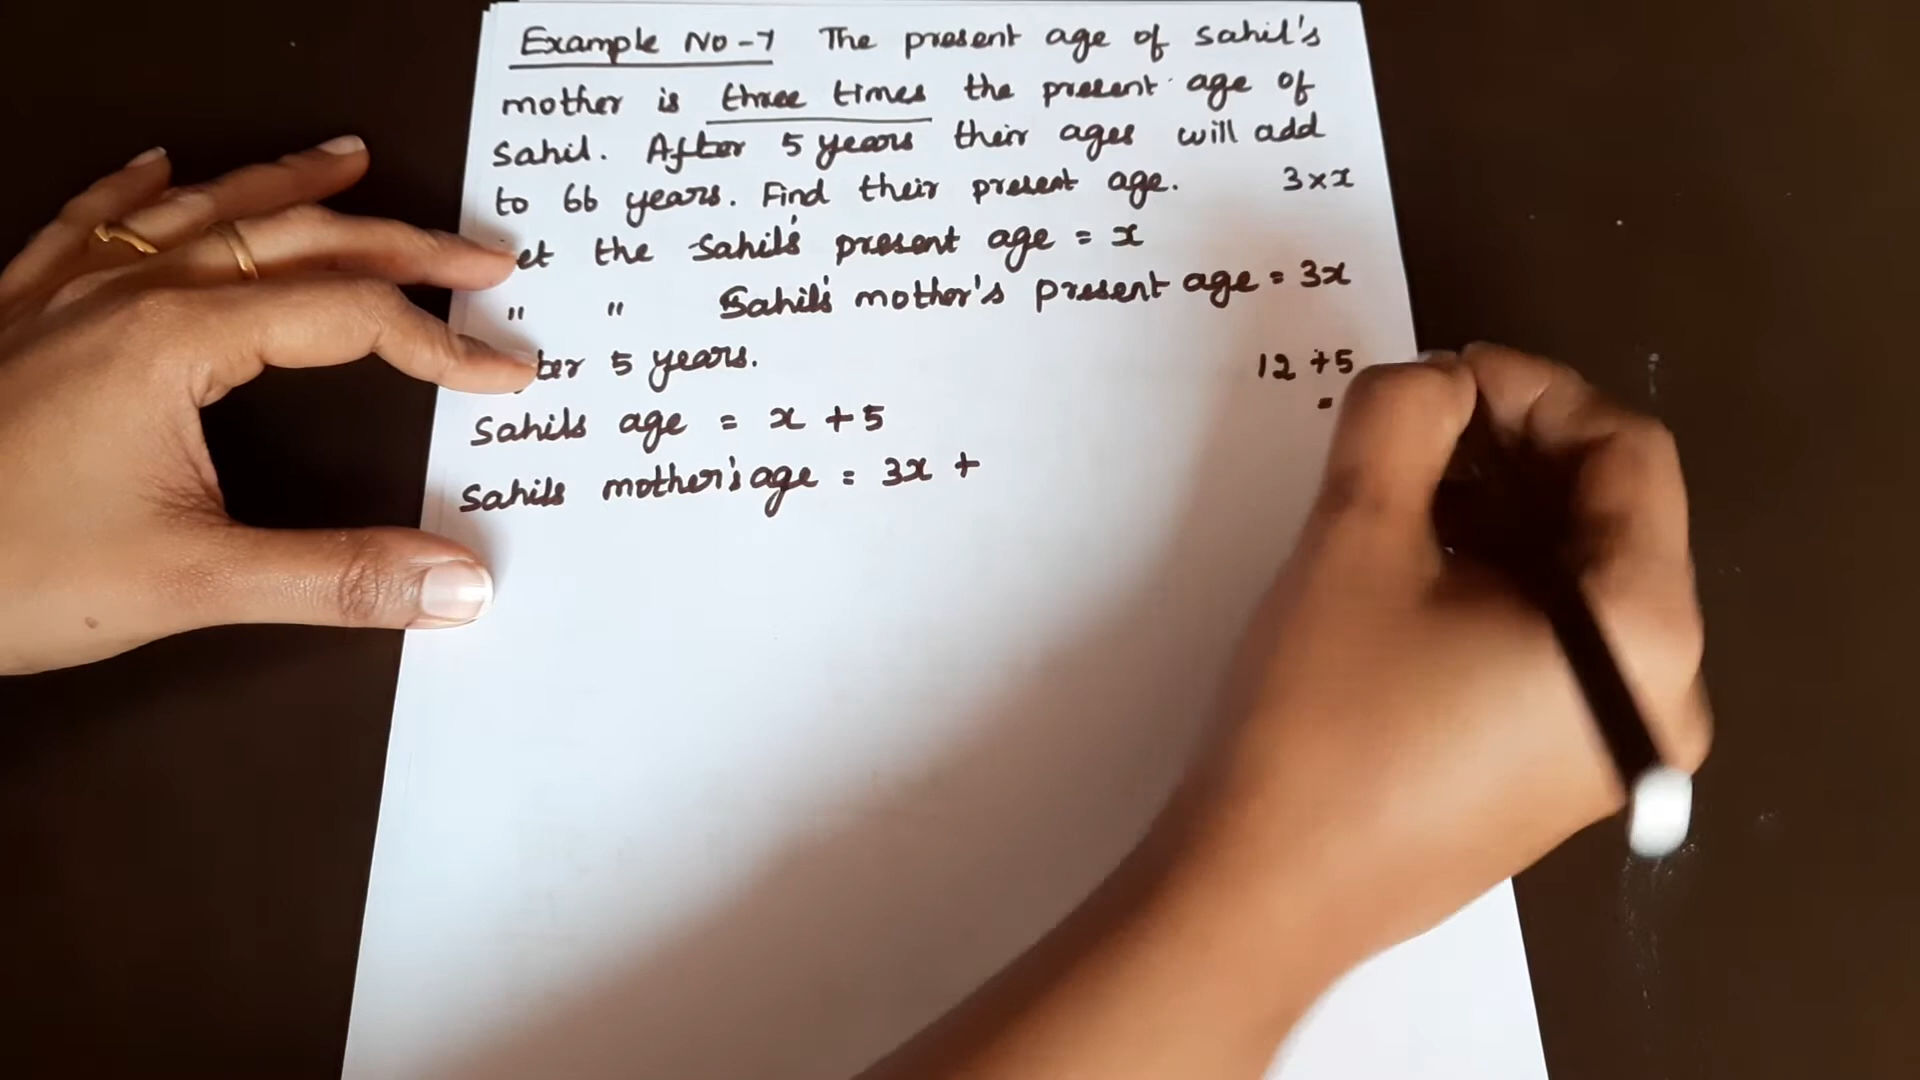 Example No-7 The present age of Sahil's
mother is three times the present age of
Sahil. After 5 years their ages will add
to 66 years. Find their present age. 3×x
et the Sahil's present age = x
" " Sahil's mother's present age = 3x
ter 5 years. 12 +5
Sahils age = x +5 =
Sahils mother's age = 3x +